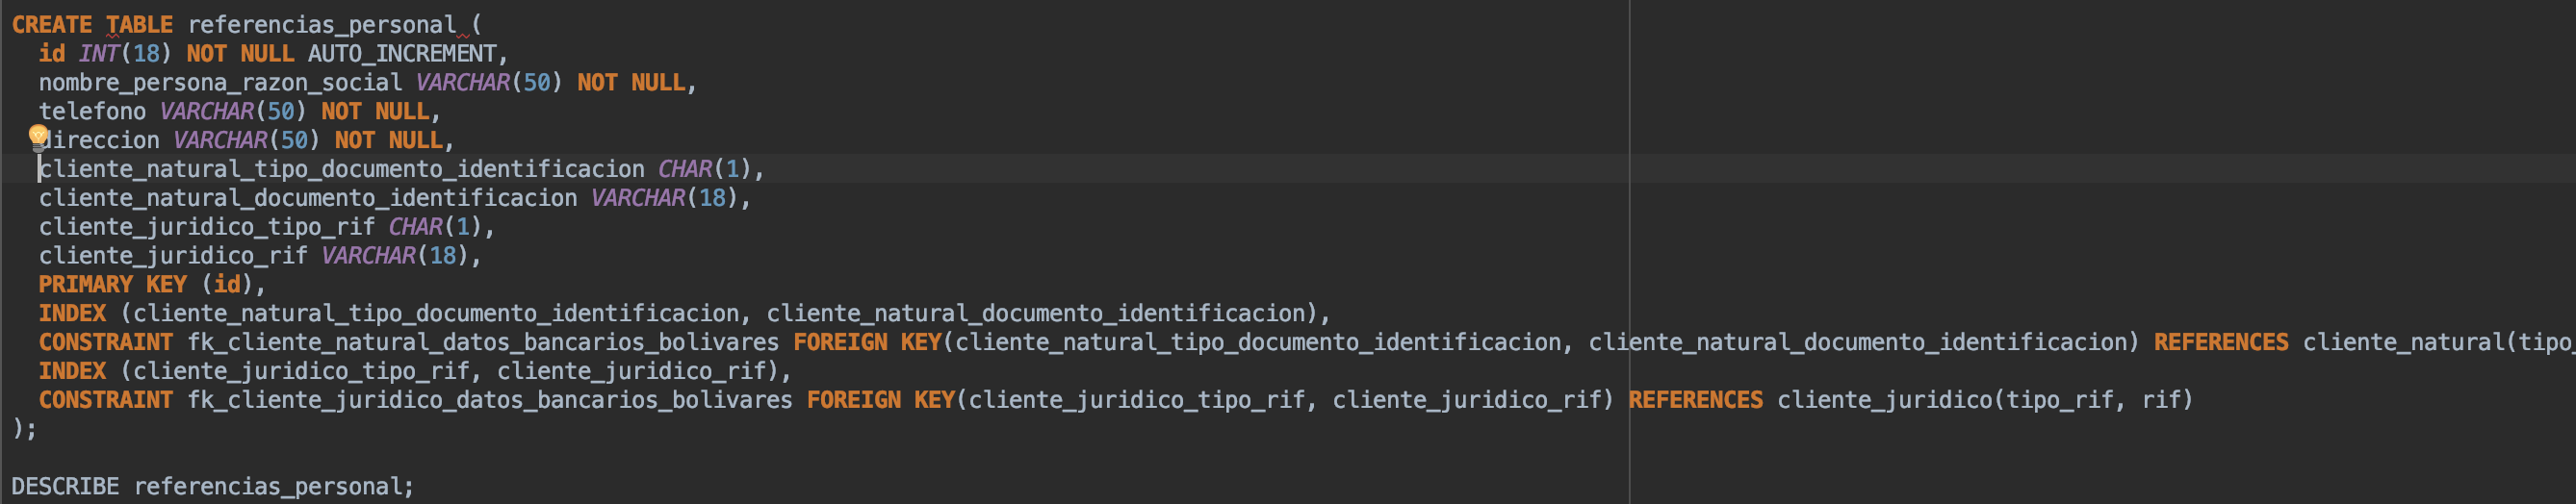 CREATE TABLE referencias_personal (
id INT(18) NOT NULL AUTO_INCREMENT,
nombre_persona_razon_social VARCHAR(50) NOT NULL,
telefono VARCHAR(50) NOT NULL,
direccion VARCHAR(50) NOT NULL,
cliente_natural_tipo_documento_identificacion CHAR(1),
cliente_natural_documento_identificacion VARCHAR(18),
cliente_juridico_tipo_rif CHAR(1),
cliente_juridico_rif VARCHAR(18),
PRIMARY KEY (id),
INDEX (cliente_natural_tipo_documento_identificacion, cliente_natural_documento_identificacion),
CONSTRAINT fk_cliente_natural_datos_bancarios_bolivares FOREIGN KEY(cliente_natural_tipo_documento_identificacion, cliente_natural_documento_identificacion) REFERENCES cliente_natural(tipo_
INDEX (cliente_juridico_tipo_rif, cliente_juridico_rif),
CONSTRAINT fk_cliente_juridico_datos_bancarios_bolivares FOREIGN KEY(cliente_juridico_tipo_rif, cliente_juridico_rif) REFERENCES cliente_juridico(tipo_rif, rif)
);
DESCRIBE referencias_personal;